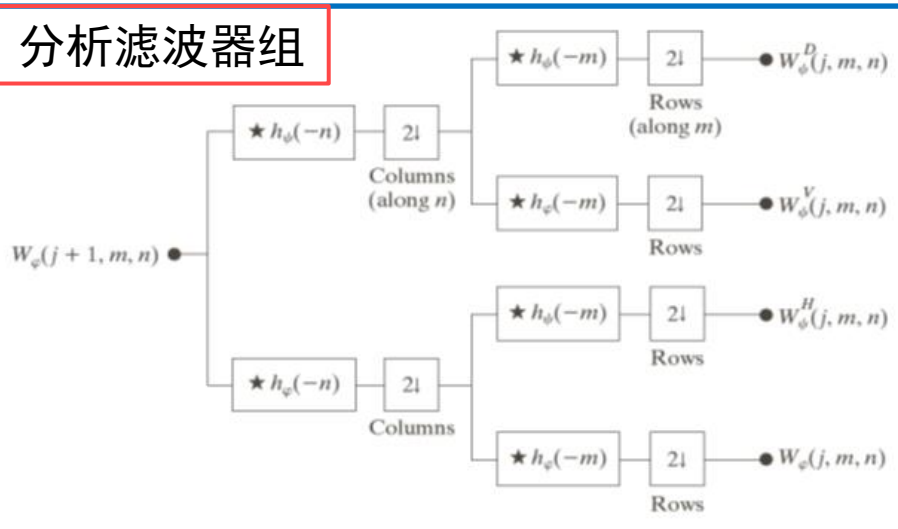 分析滤波器组
★ h_ψ(−m)
2↓
W_ψ^D(j, m, n)
Rows
(along m)
★ h_ψ(−n)
2↓
Columns
(along n)
★ h_φ(−m)
2↓
W_ψ^V(j, m, n)
Rows
W_φ(j + 1, m, n)
★ h_ψ(−m)
2↓
W_ψ^H(j, m, n)
Rows
★ h_φ(−n)
2↓
Columns
★ h_φ(−m)
2↓
W_φ(j, m, n)
Rows